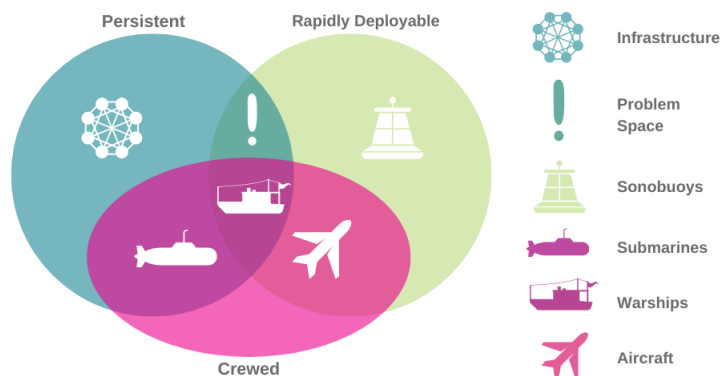 Persistent
Rapidly Deployable
Crewed
Infrastructure
Problem
Space
Sonobuoys
Submarines
Warships
Aircraft